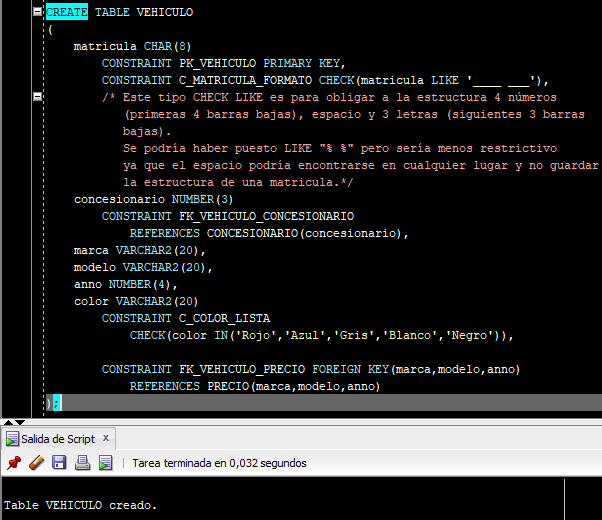 CREATE TABLE VEHICULO
(
    matricula CHAR(8)
        CONSTRAINT PK_VEHICULO PRIMARY KEY,
        CONSTRAINT C_MATRICULA_FORMATO CHECK(matricula LIKE '____ ___'),
        /* Este tipo CHECK LIKE es para obligar a la estructura 4 números
           (primeras 4 barras bajas), espacio y 3 letras (siguientes 3 barras
           bajas).
           Se podría haber puesto LIKE "% %" pero sería menos restrictivo
           ya que el espacio podría encontrarse en cualquier lugar y no guardar
           la estructura de una matricula.*/
    concesionario NUMBER(3)
        CONSTRAINT FK_VEHICULO_CONCESIONARIO
            REFERENCES CONCESIONARIO(concesionario),
    marca VARCHAR2(20),
    modelo VARCHAR2(20),
    anno NUMBER(4),
    color VARCHAR2(20)
        CONSTRAINT C_COLOR_LISTA
            CHECK(color IN('Rojo','Azul','Gris','Blanco','Negro')),

        CONSTRAINT FK_VEHICULO_PRECIO FOREIGN KEY(marca,modelo,anno)
            REFERENCES PRECIO(marca,modelo,anno)
);
Salida de Script x
Tarea terminada en 0,032 segundos
Table VEHICULO creado.